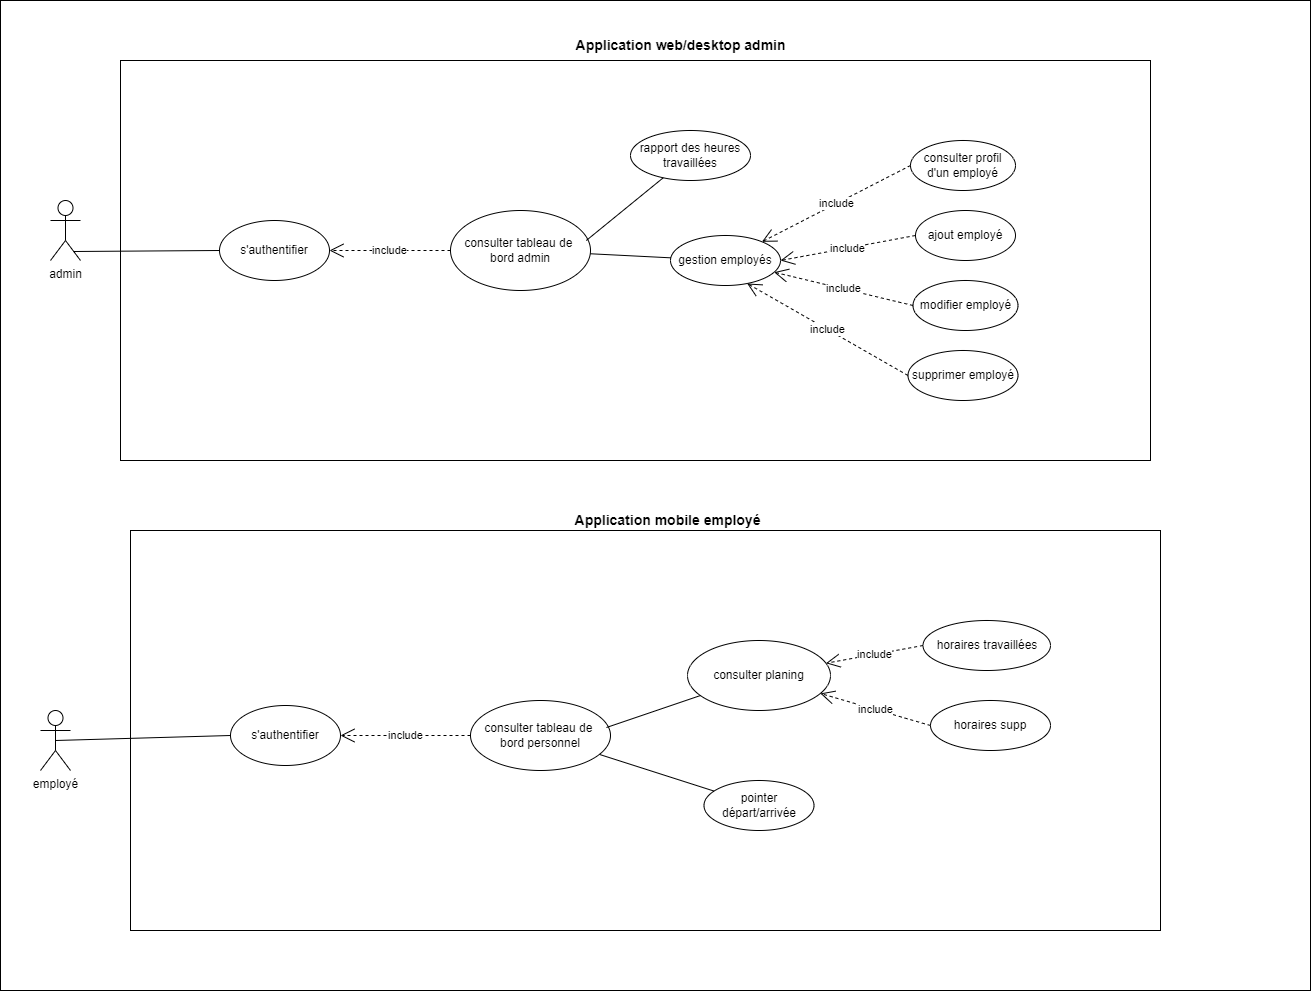 Application web/desktop admin
rapport des heures
travaillées
consulter profil
d'un employé
include
ajout employé
admin
s'authentifier
include
consulter tableau de
bord admin
gestion employés
include
include
modifier employé
include
supprimer employé
Application mobile employé
consulter planing
include
horaires travaillées
include
horaires supp
employé
s'authentifier
include
consulter tableau de
bord personnel
pointer
départ/arrivée